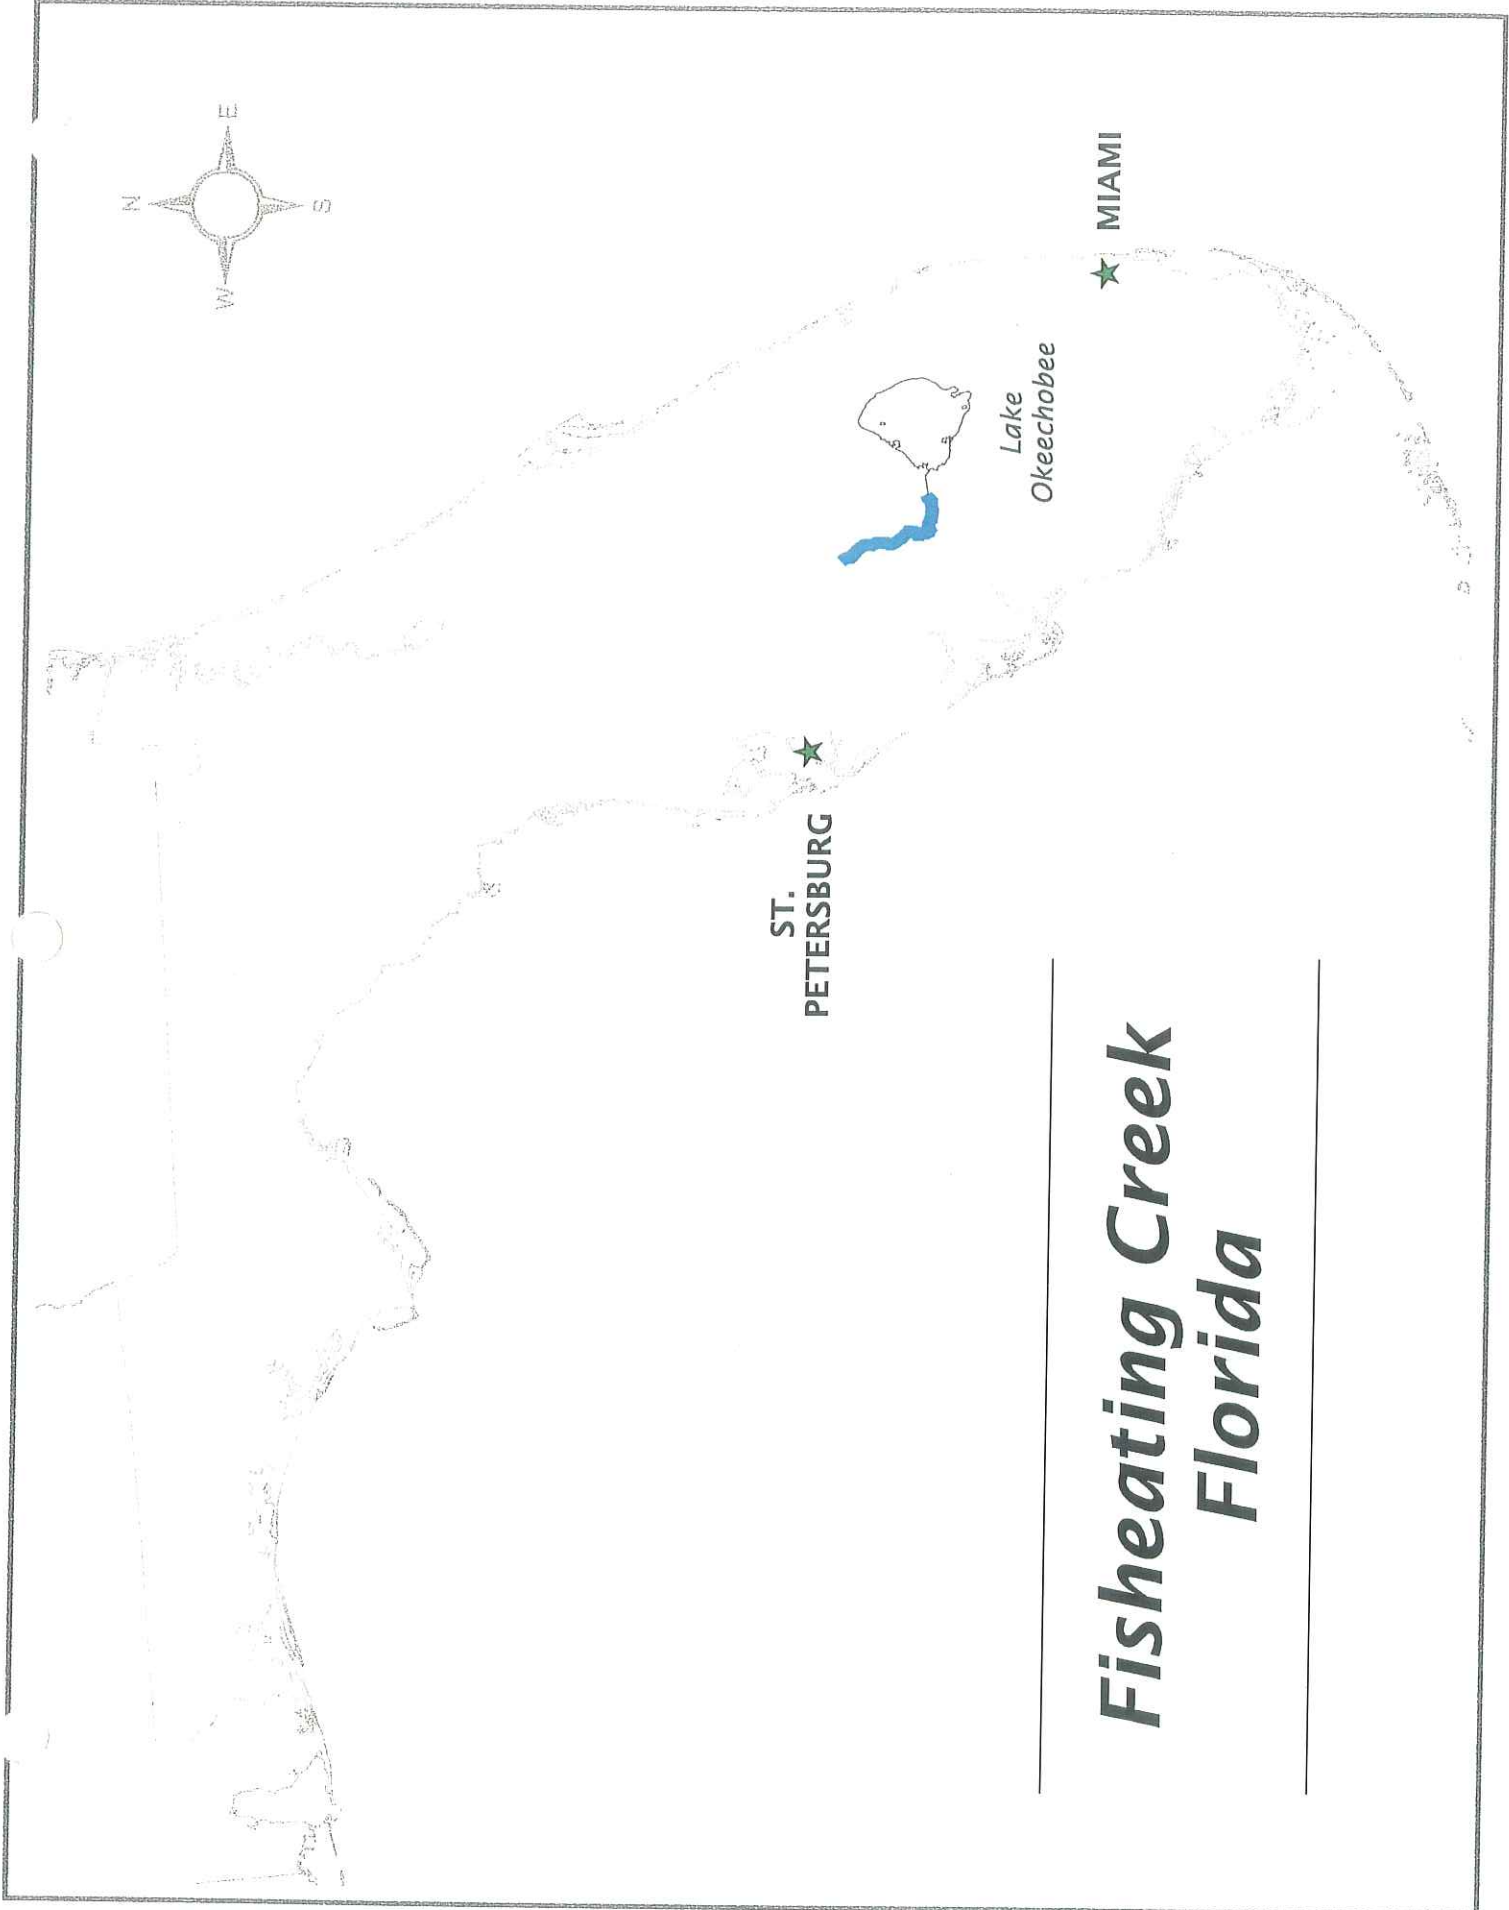 N
W
E
S
MIAMI
Lake
Okeechobee
ST.
PETERSBURG
Fisheating Creek
Florida